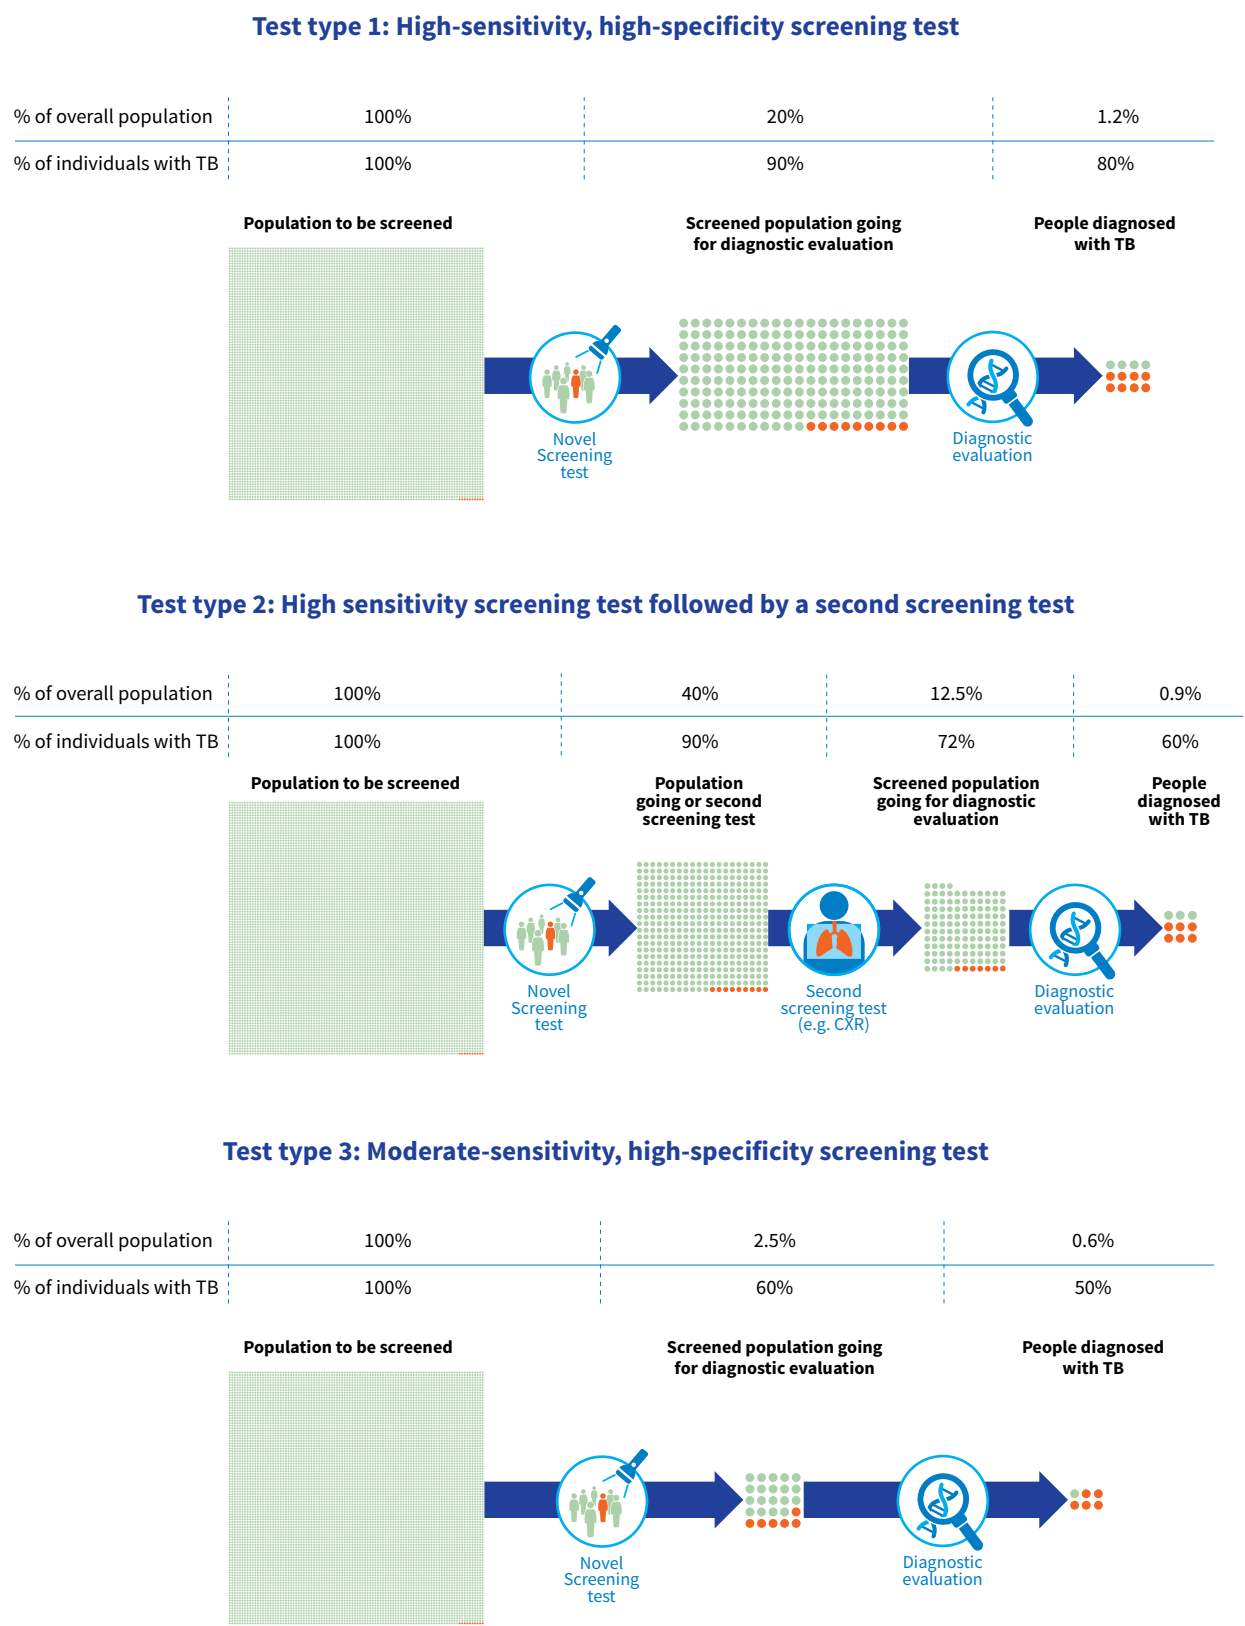 Test type 1: High-sensitivity, high-specificity screening test
% of overall population 100% 20% 1.2%
% of individuals with TB 100% 90% 80%
Population to be screened
Screened population going
for diagnostic evaluation
People diagnosed
with TB
Novel
Screening
test
Diagnostic
evaluation
Test type 2: High sensitivity screening test followed by a second screening test
% of overall population 100% 40% 12.5% 0.9%
% of individuals with TB 100% 90% 72% 60%
Population to be screened
Population
going or second
screening test
Screened population
going for diagnostic
evaluation
People
diagnosed
with TB
Novel
Screening
test
Second
screening test
(e.g. CXR)
Diagnostic
evaluation
Test type 3: Moderate-sensitivity, high-specificity screening test
% of overall population 100% 2.5% 0.6%
% of individuals with TB 100% 60% 50%
Population to be screened
Screened population going
for diagnostic evaluation
People diagnosed
with TB
Novel
Screening
test
Diagnostic
evaluation